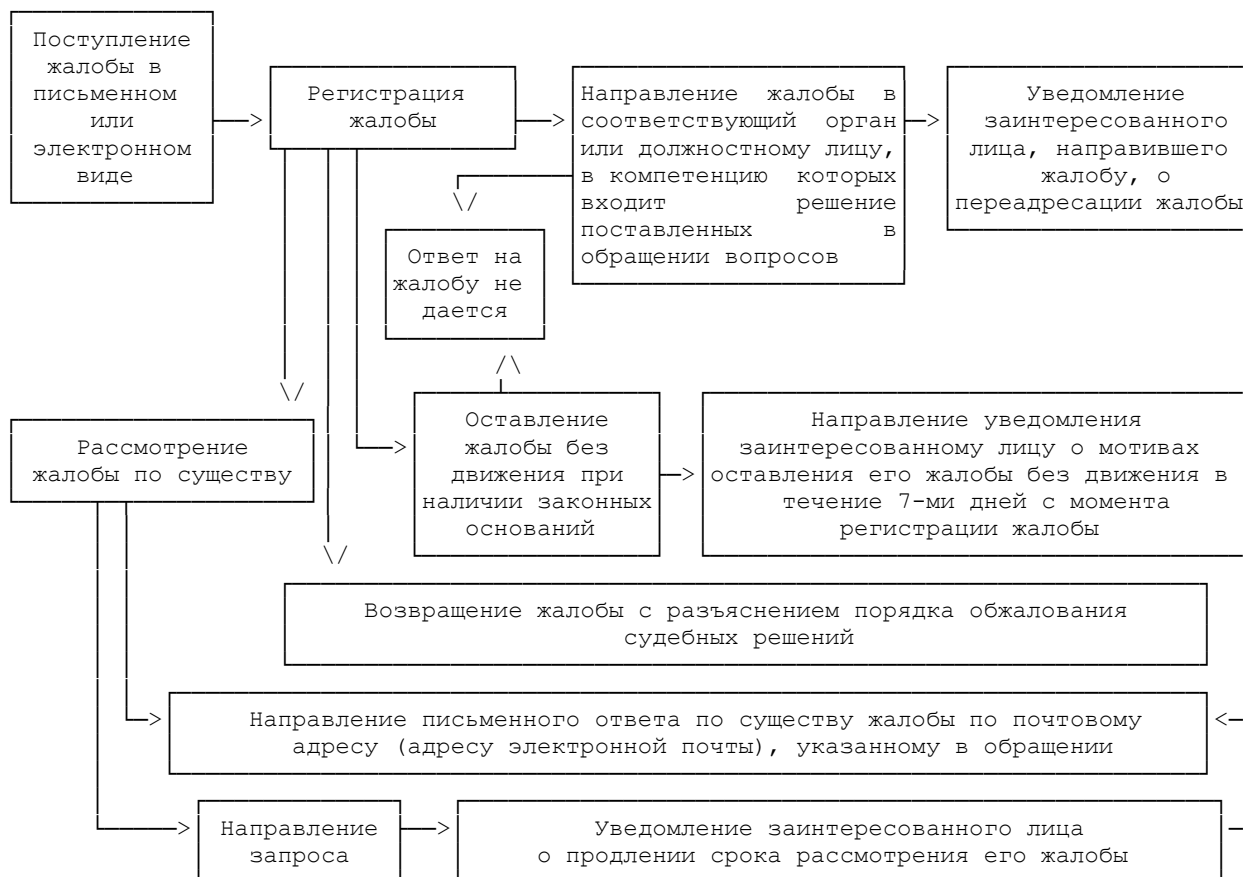 Поступление
жалобы в
письменном
или
электронном
виде
Регистрация
жалобы
Направление жалобы в
соответствующий орган
или должностному лицу,
в компетенцию которых
входит решение
поставленных в
обращении вопросов
Уведомление
заинтересованного
лица, направившего
жалобу, о
переадресации жалобы
Ответ на
жалобу не
дается
Рассмотрение
жалобы по существу
Оставление
жалобы без
движения при
наличии законных
оснований
Направление уведомления
заинтересованному лицу о мотивах
оставления его жалобы без движения в
течение 7-ми дней с момента
регистрации жалобы
Возвращение жалобы с разъяснением порядка обжалования
судебных решений
Направление письменного ответа по существу жалобы по почтовому
адресу (адресу электронной почты), указанному в обращении
Направление
запроса
Уведомление заинтересованного лица
о продлении срока рассмотрения его жалобы